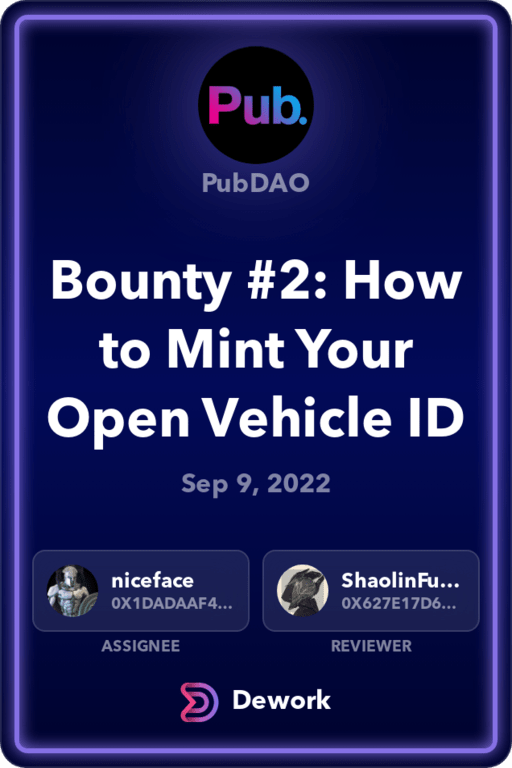 Pub.
PubDAO
Bounty #2: How
to Mint Your
Open Vehicle ID
Sep 9, 2022
niceface
0X1DADAAF4...
ShaolinFu...
0X627E17D6...
ASSIGNEE
REVIEWER
Dework